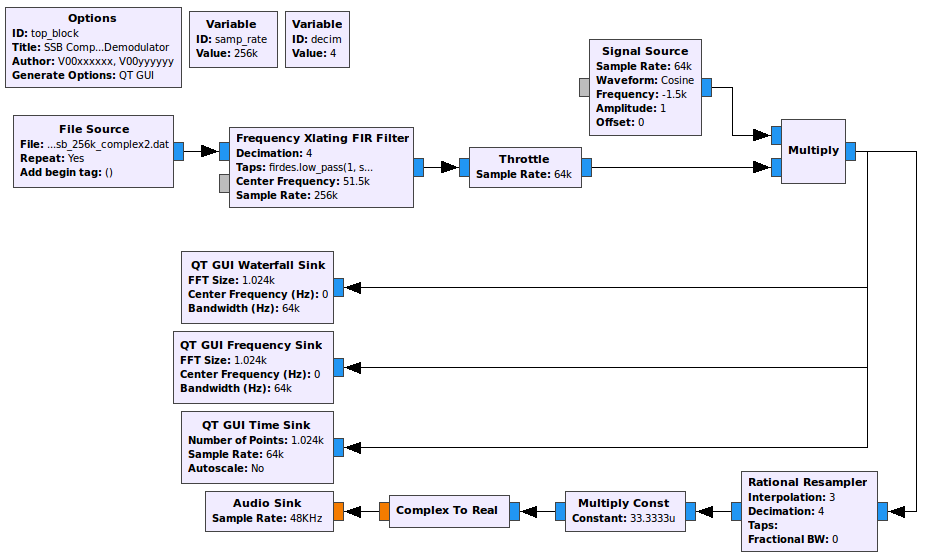 Options
ID: top_block
Title: SSB Comp...Demodulator
Author: V00xxxxxx, V00yyyyyy
Generate Options: QT GUI
Variable
ID: samp_rate
Value: 256k
Variable
ID: decim
Value: 4
Signal Source
Sample Rate: 64k
Waveform: Cosine
Frequency: -1.5k
Amplitude: 1
Offset: 0
File Source
File: ...sb_256k_complex2.dat
Repeat: Yes
Add begin tag: ()
Frequency Xlating FIR Filter
Decimation: 4
Taps: firdes.low_pass(1, s...
Center Frequency: 51.5k
Sample Rate: 256k
Throttle
Sample Rate: 64k
Multiply
QT GUI Waterfall Sink
FFT Size: 1.024k
Center Frequency (Hz): 0
Bandwidth (Hz): 64k
QT GUI Frequency Sink
FFT Size: 1.024k
Center Frequency (Hz): 0
Bandwidth (Hz): 64k
QT GUI Time Sink
Number of Points: 1.024k
Sample Rate: 64k
Autoscale: No
Audio Sink
Sample Rate: 48KHz
Complex To Real
Multiply Const
Constant: 33.3333u
Rational Resampler
Interpolation: 3
Decimation: 4
Taps:
Fractional BW: 0